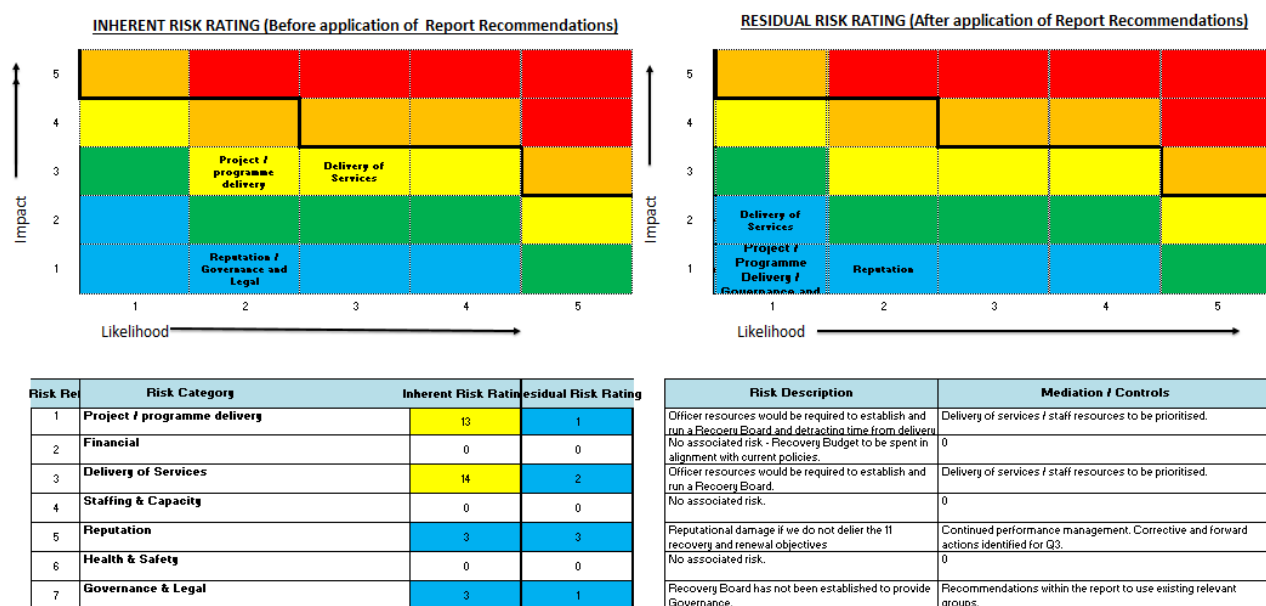 INHERENT RISK RATING (Before application of Report Recommendations)
RESIDUAL RISK RATING (After application of Report Recommendations)
Impact
5
4
3
2
1
Project /
programme
delivery
Delivery of
Services
Reputation /
Governance and
Legal
1 2 3 4 5
Likelihood
Impact
5
4
3
2
1
Delivery of
Services
Project /
Programme
Delivery /
Governance and
Reputation
1 2 3 4 5
Likelihood
Risk Ref Risk Category Inherent Risk Ratin esidual Risk Rating
1 Project / programme delivery 13 1
2 Financial 0 0
3 Delivery of Services 14 2
4 Staffing & Capacity 0 0
5 Reputation 3 3
6 Health & Safety 0 0
7 Governance & Legal 3 1
Risk Description Mediation / Controls
Officer resources would be required to establish and Delivery of services / staff resources to be prioritised.
run a Recoery Board and detracting time from delivery
No associated risk - Recovery Budget to be spent in 0
alignment with current policies.
Officer resources would be required to establish and Delivery of services / staff resources to be prioritised.
run a Recoery Board.
No associated risk. 0
Reputational damage if we do not delier the 11 Continued performance management. Corrective and forward
recovery and renewal objectives actions identified for Q3.
No associated risk. 0
Recovery Board has not been established to provide Recommendations within the report to use existing relevant
Governance. groups.